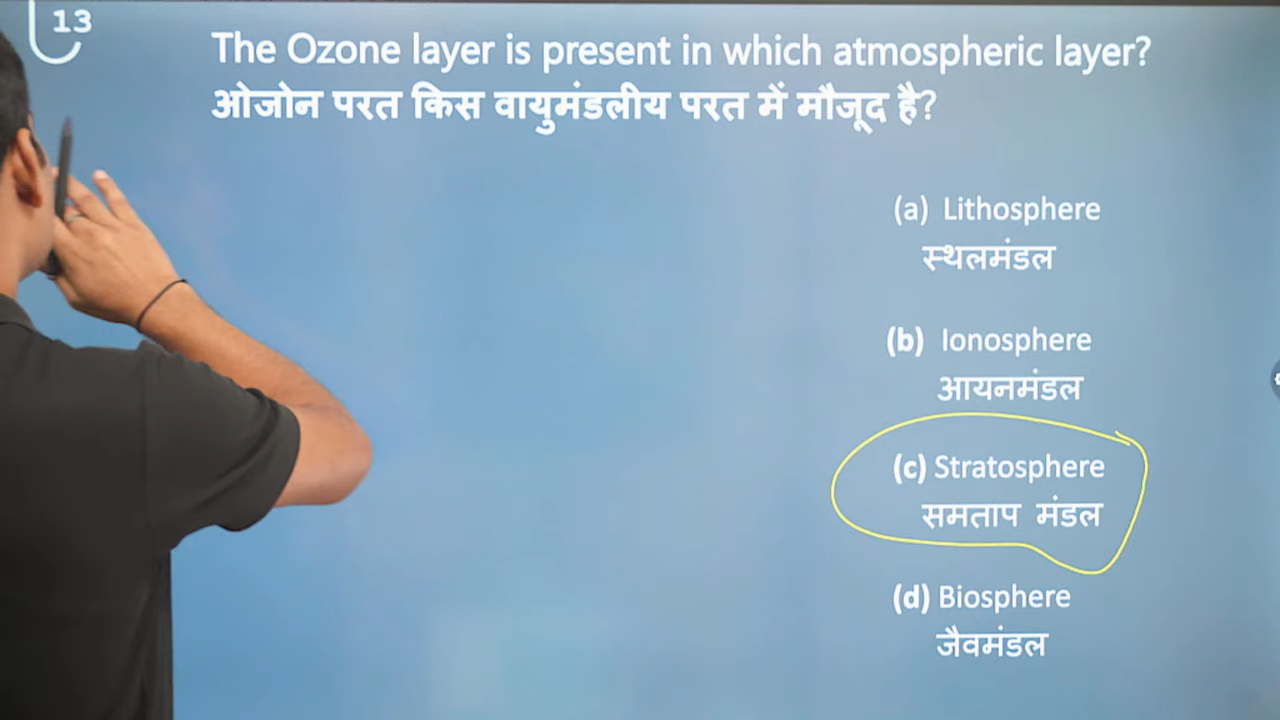 13
The Ozone layer is present in which atmospheric layer?
ओजोन परत किस वायुमंडलीय परत में मौजूद है?
(a) Lithosphere
स्थलमंडल
(b) Ionosphere
आयनमंडल
(c) Stratosphere
समताप मंडल
(d) Biosphere
जैवमंडल